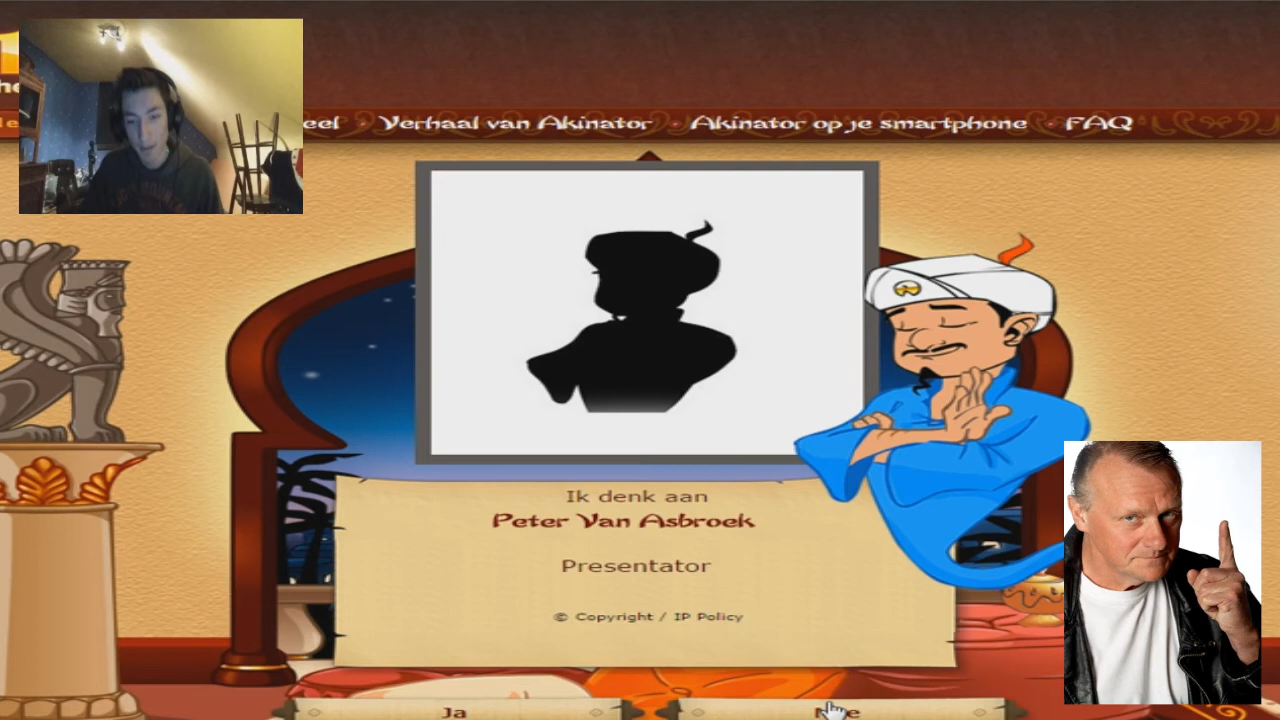 eel • Verhaal van Akinator • Akinator op je smartphone • FAQ
Ik denk aan
Peter Van Asbroek
Presentator
© Copyright / IP Policy
Ja